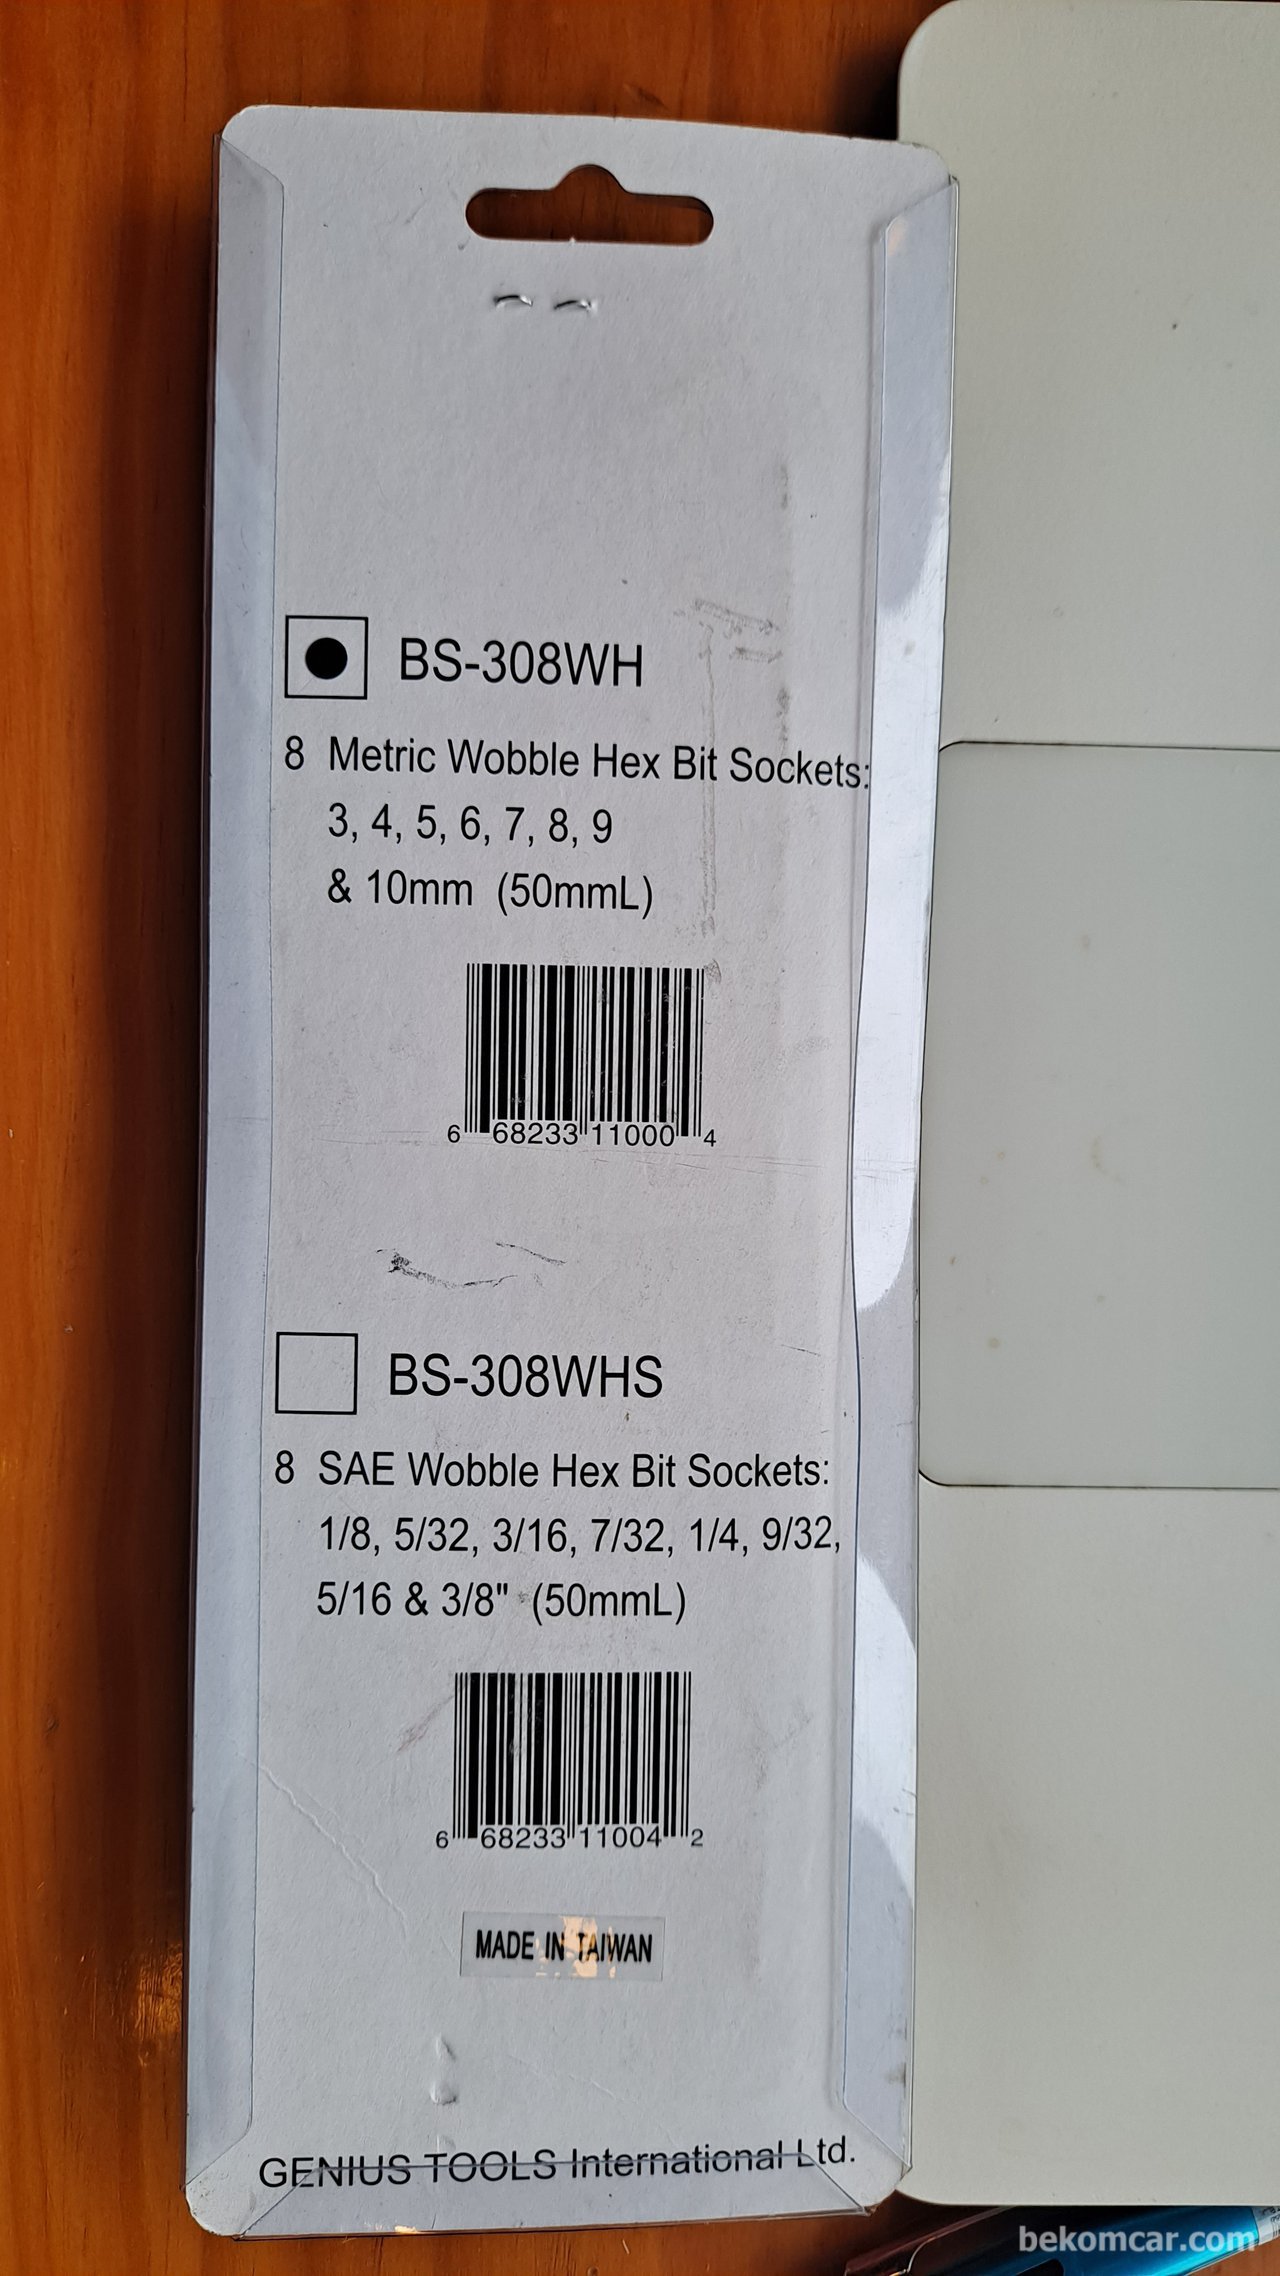 BS-308WH
8 Metric Wobble Hex Bit Sockets:
3, 4, 5, 6, 7, 8, 9
& 10mm (50mmL)
6 68233 11000 4
BS-308WHS
8 SAE Wobble Hex Bit Sockets:
1/8, 5/32, 3/16, 7/32, 1/4, 9/32,
5/16 & 3/8" (50mmL)
6 68233 11004 2
MADE IN TAIWAN
GENIUS TOOLS International Ltd.
bekomcar.com